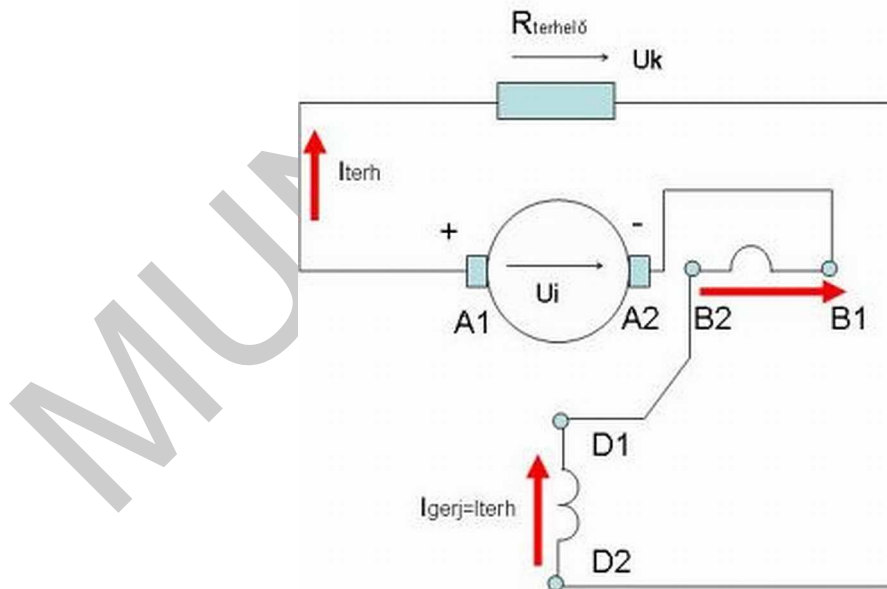 Rterhelő
Uk
Iterh
+
-
Ui
A1
A2
B2
B1
D1
Igerj=Iterh
D2
MUN